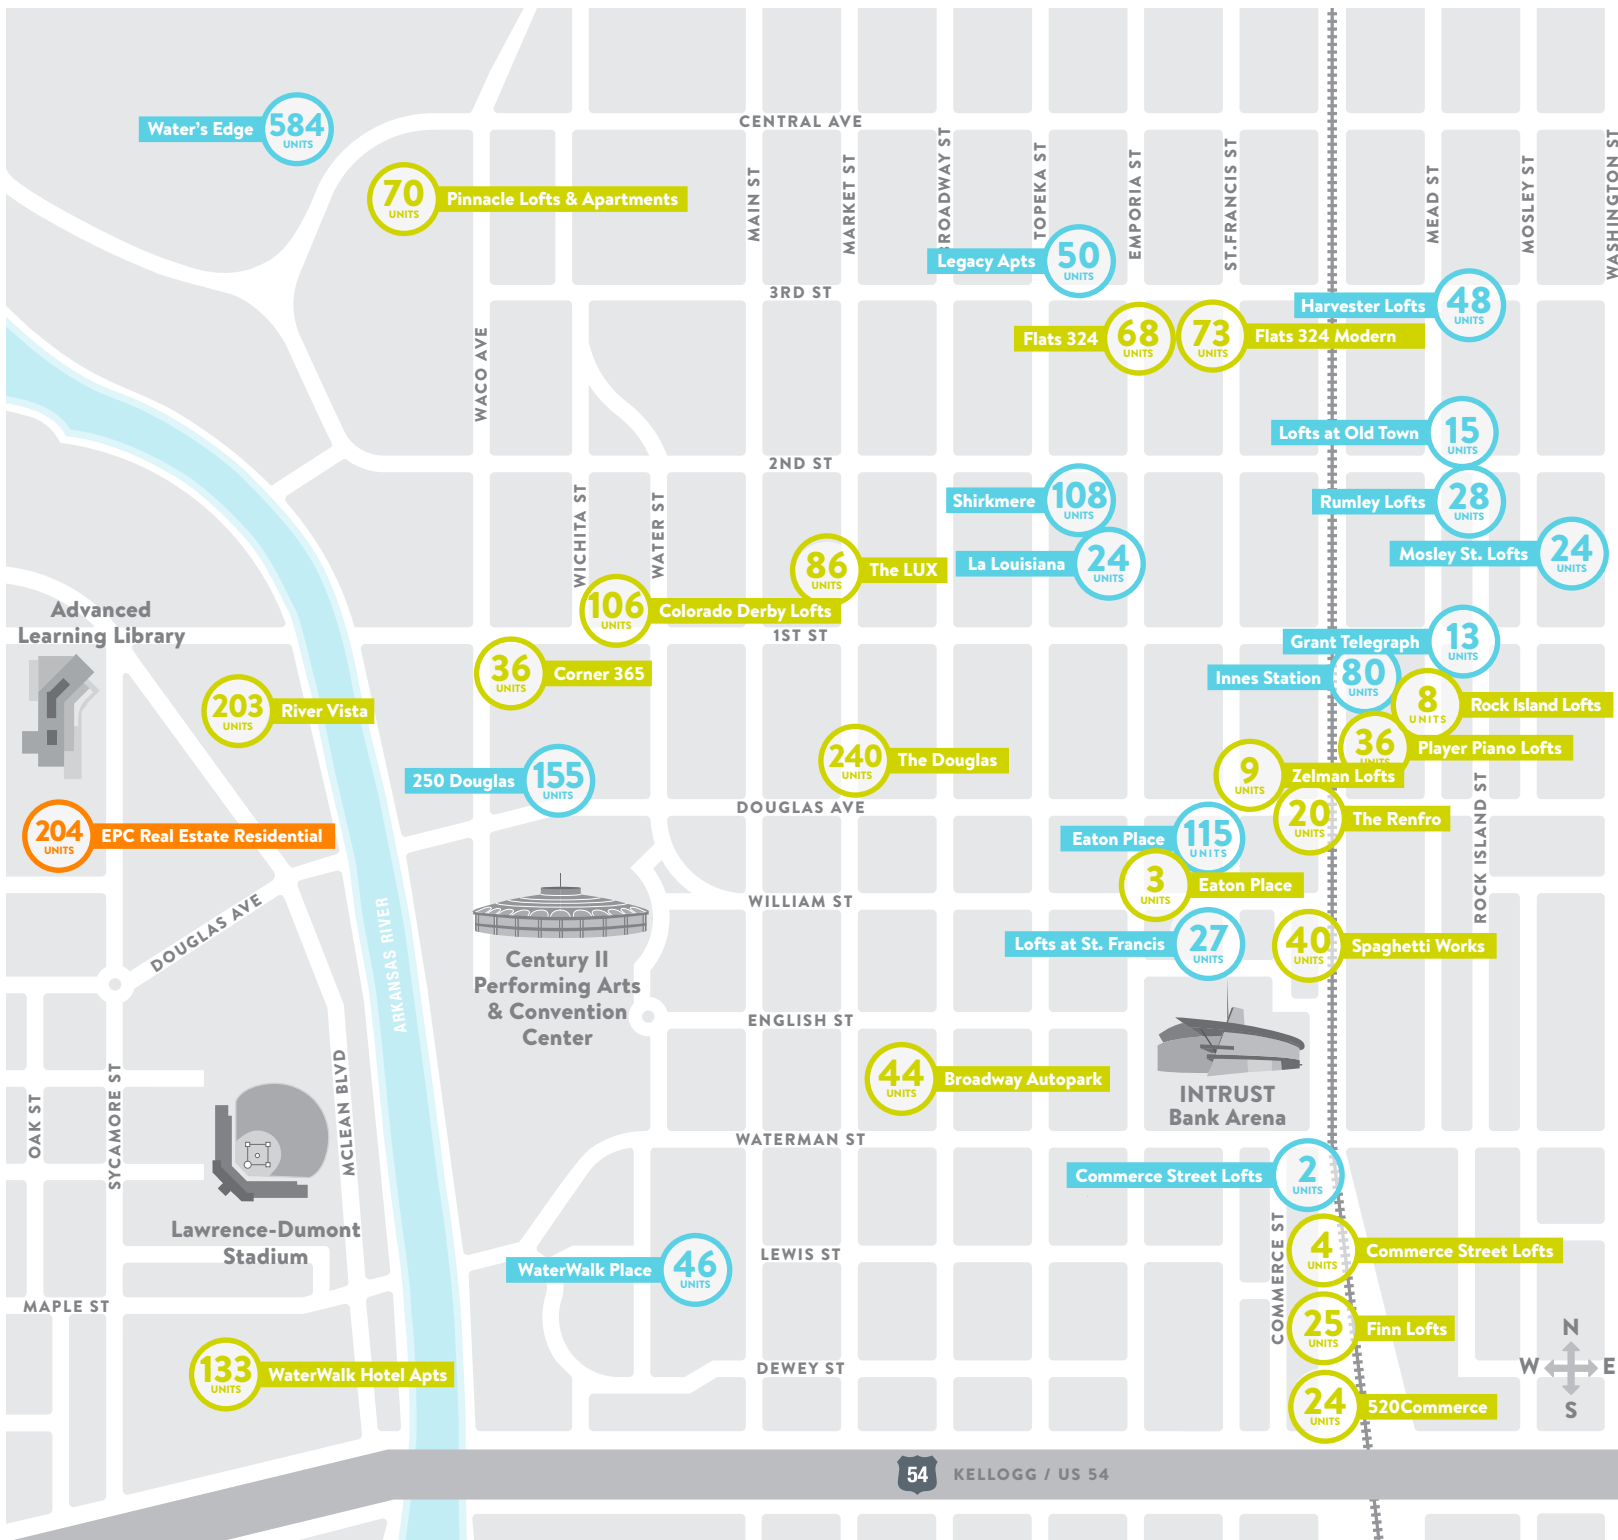 CENTRAL AVE
Water's Edge
584
UNITS
70
UNITS
Pinnacle Lofts & Apartments
MAIN ST
MARKET ST
BROADWAY ST
TOPEKA ST
EMPORIA ST
ST.FRANCIS ST
MEAD ST
MOSLEY ST
WASHINGTON ST
Legacy Apts
50
UNITS
3RD ST
Harvester Lofts
48
UNITS
Flats 324
68
UNITS
73
UNITS
Flats 324 Modern
WACO AVE
Lofts at Old Town
15
UNITS
2ND ST
Shirkmere
108
UNITS
Rumley Lofts
28
UNITS
WICHITA ST
WATER ST
Mosley St. Lofts
24
UNITS
86
UNITS
The LUX
La Louisiana
24
UNITS
106
UNITS
Colorado Derby Lofts
Advanced
Learning Library
1ST ST
Grant Telegraph
13
UNITS
36
UNITS
Corner 365
Innes Station
80
UNITS
8
UNITS
Rock Island Lofts
203
UNITS
River Vista
36
UNITS
Player Piano Lofts
240
UNITS
The Douglas
250 Douglas
155
UNITS
9
UNITS
Zelman Lofts
DOUGLAS AVE
20
UNITS
The Renfro
204
UNITS
EPC Real Estate Residential
Eaton Place
115
UNITS
ROCK ISLAND ST
3
UNITS
Eaton Place
WILLIAM ST
DOUGLAS AVE
ARKANSAS RIVER
Lofts at St. Francis
27
UNITS
40
UNITS
Spaghetti Works
Century II
Performing Arts
& Convention
Center
ENGLISH ST
44
UNITS
Broadway Autopark
INTRUST
Bank Arena
OAK ST
SYCAMORE ST
MCLEAN BLVD
WATERMAN ST
Commerce Street Lofts
2
UNITS
Lawrence-Dumont
Stadium
COMMERCE ST
4
UNITS
Commerce Street Lofts
LEWIS ST
WaterWalk Place
46
UNITS
MAPLE ST
25
UNITS
Finn Lofts
N
W
E
S
DEWEY ST
133
UNITS
WaterWalk Hotel Apts
24
UNITS
520Commerce
54
KELLOGG / US 54